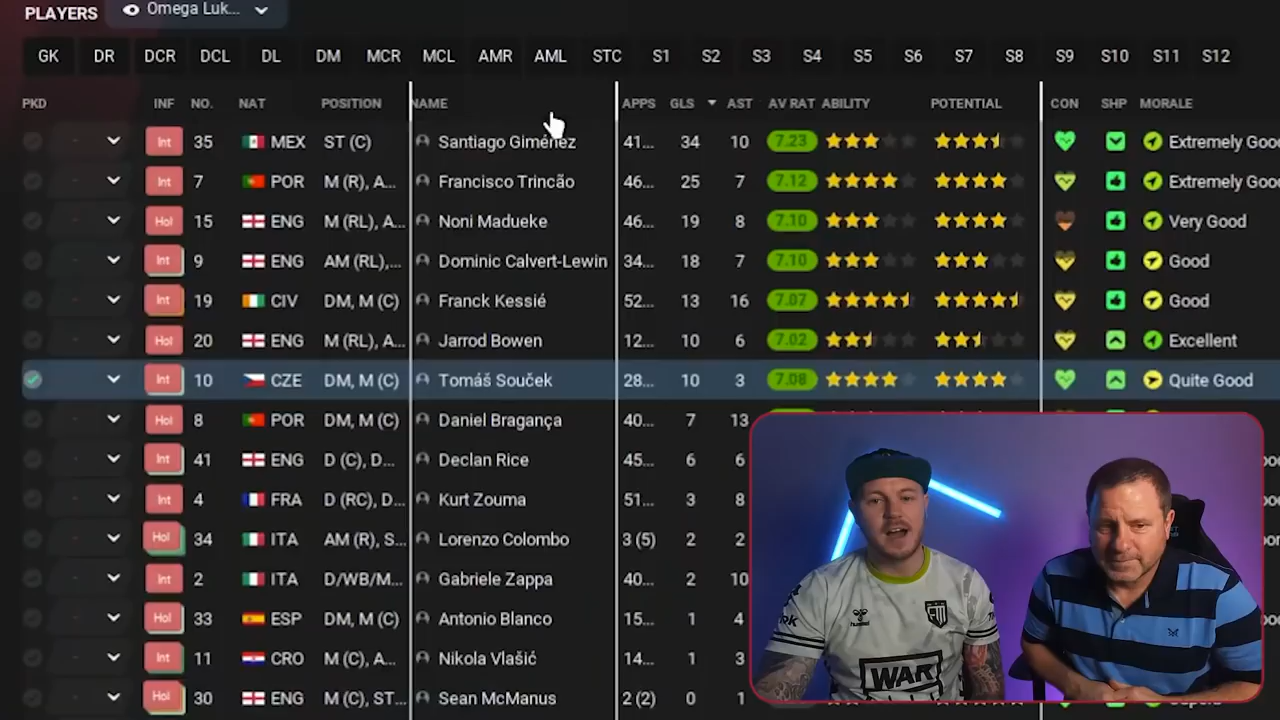 PLAYERS Omega Luk...
GK DR DCR DCL DL DM MCR MCL AMR AML STC S1 S2 S3 S4 S5 S6 S7 S8 S9 S10 S11 S12
PKD INF NO. NAT POSITION NAME APPS GLS AST AV RAT ABILITY POTENTIAL CON SHP MORALE
- Int 35 MEX ST (C) Santiago Giménez 41... 34 10 7.23 Extremely Good
- Int 7 POR M (R), A... Francisco Trincão 46... 25 7 7.12 Extremely Good
- Hol 15 ENG M (RL), A... Noni Madueke 46... 19 8 7.10 Very Good
- Int 9 ENG AM (RL),... Dominic Calvert-Lewin 34... 18 7 7.10 Good
- Int 19 CIV DM, M (C) Franck Kessié 52... 13 16 7.07 Good
- Hol 20 ENG M (RL), A... Jarrod Bowen 12... 10 6 7.02 Excellent
- Int 10 CZE DM, M (C) Tomáš Souček 28... 10 3 7.08 Quite Good
- Hol 8 POR DM, M (C) Daniel Bragança 40... 7 13
- Int 41 ENG D (C), D... Declan Rice 45... 6 6
- Int 4 FRA D (RC), D... Kurt Zouma 51... 3 8
- Hol 34 ITA AM (R), S... Lorenzo Colombo 3 (5) 2 2
- Int 2 ITA D/WB/M... Gabriele Zappa 40... 2 10
- Hol 33 ESP DM, M (C) Antonio Blanco 15... 1 4
- Int 11 CRO M (C), A... Nikola Vlašić 14... 1 3
- Hol 30 ENG M (C), ST... Sean McManus 2 (2) 0 1
hummel
WAR